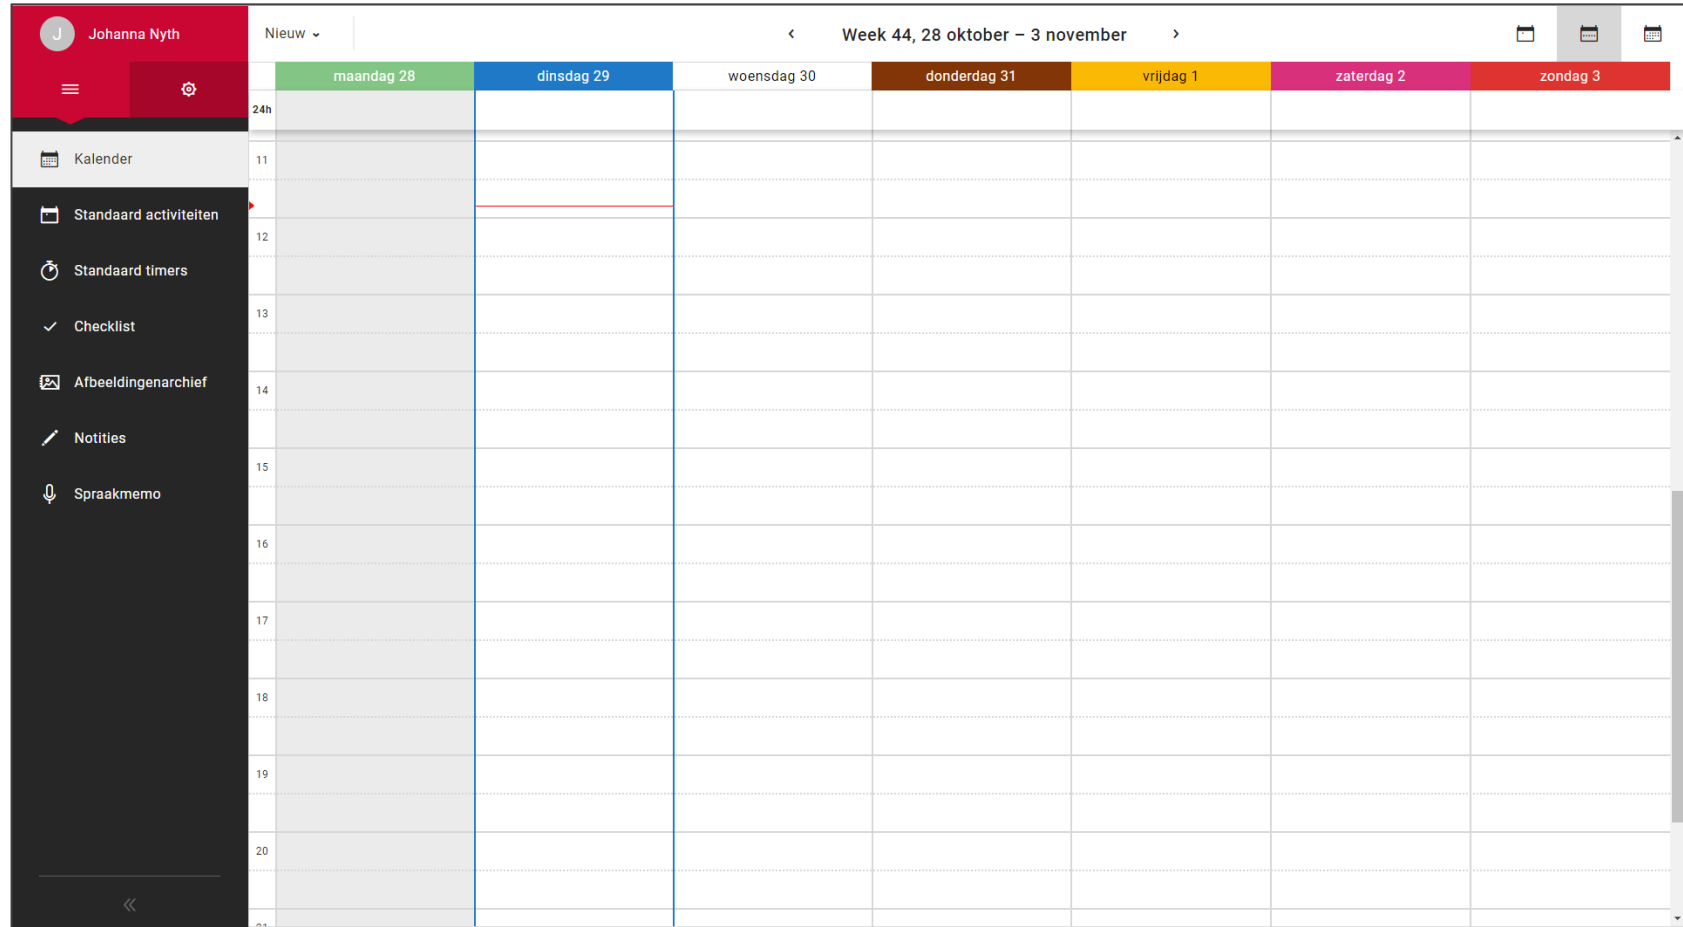 J Johanna Nyth
Nieuw
Week 44, 28 oktober – 3 november
maandag 28 dinsdag 29 woensdag 30 donderdag 31 vrijdag 1 zaterdag 2 zondag 3
24h
Kalender
Standaard activiteiten
Standaard timers
Checklist
Afbeeldingenarchief
Notities
Spraakmemo
11
12
13
14
15
16
17
18
19
20